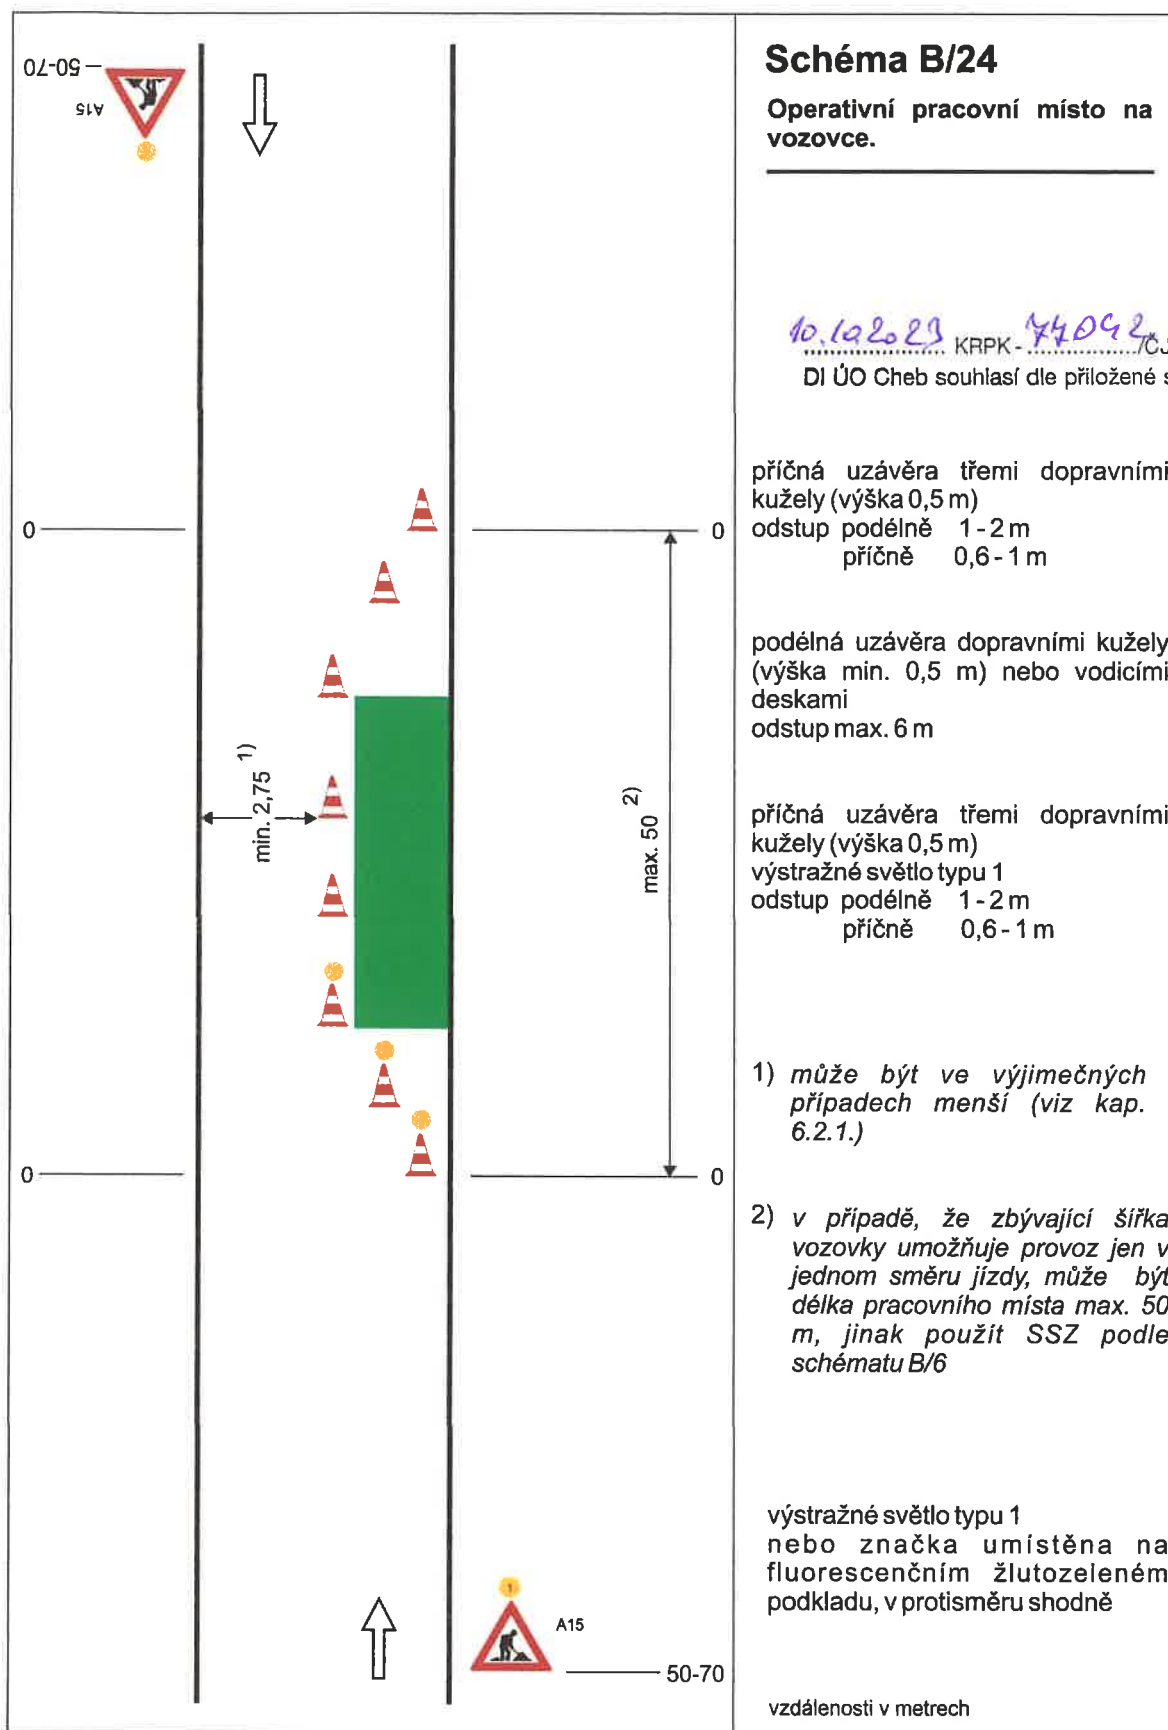 Schéma B/24
Operativní pracovní místo na
vozovce.
10.10.2023 KRPK - 77042/ČJ
DI ÚO Cheb souhlasí dle přiložené s
příčná uzávěra třemi dopravními
kužely (výška 0,5 m)
odstup podélně 1 - 2 m
příčně 0,6 - 1 m
podélná uzávěra dopravními kužely
(výška min. 0,5 m) nebo vodicími
deskami
odstup max. 6 m
příčná uzávěra třemi dopravními
kužely (výška 0,5 m)
výstražné světlo typu 1
odstup podélně 1 - 2 m
příčně 0,6 - 1 m
1) může být ve výjimečných
případech menší (viz kap.
6.2.1.)
2) v případě, že zbývající šířka
vozovky umožňuje provoz jen v
jednom směru jízdy, může být
délka pracovního místa max. 50
m, jinak použít SSZ podle
schématu B/6
výstražné světlo typu 1
nebo značka umístěna na
fluorescenčním žlutozeleném
podkladu, v protisměru shodně
vzdálenosti v metrech
50-70
A15
0
0
min. 2,75 1)
max. 50 2)
0
0
1
A15
50-70